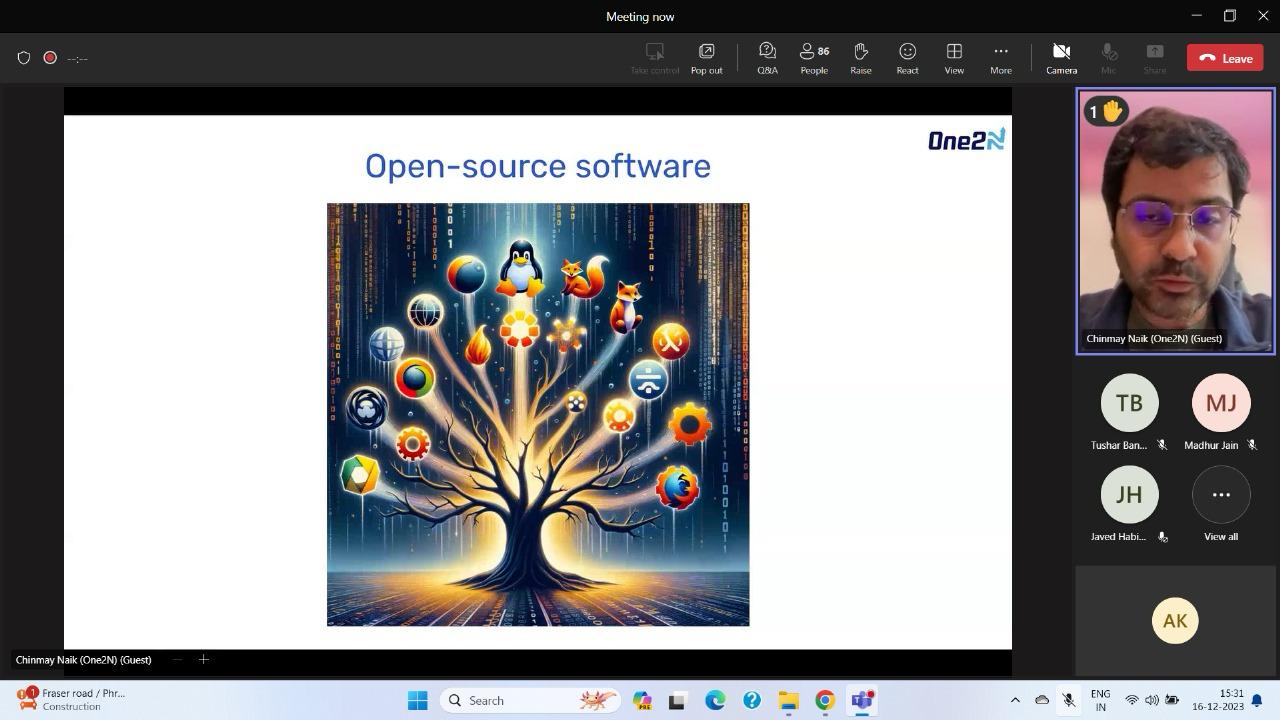 Meeting now
--:--
Take control
Pop out
Q&A
86
People
Raise
React
View
More
Camera
Mic
Share
Leave
One2N
Open-source software
1
Chinmay Naik (One2N) (Guest)
TB
MJ
Tushar Ban...
Madhur Jain
JH
...
Javed Habi...
View all
AK
Chinmay Naik (One2N) (Guest)
1
Fraser road / Phr...
Construction
Search
PRE
ENG
IN
15:31
16-12-2023